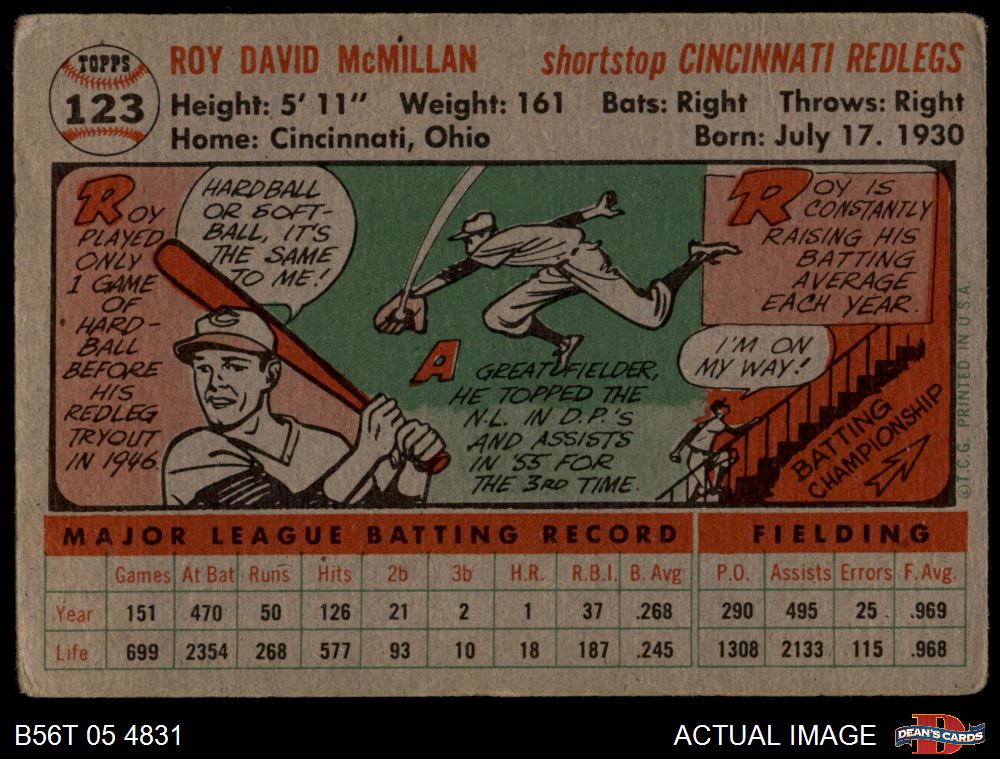 TOPPS
123
ROY DAVID McMILLAN shortstop CINCINNATI REDLEGS
Height: 5' 11" Weight: 161 Bats: Right Throws: Right
Home: Cincinnati, Ohio Born: July 17. 1930
ROY
PLAYED
ONLY
1 GAME
OF
HARD-
BALL
BEFORE
HIS
REDLEG
TRYOUT
IN 1946.
HARDBALL
OR SOFT-
BALL, IT'S
THE SAME
TO ME!
C
A GREAT FIELDER,
HE TOPPED THE
N.L. IN D.P.'S
AND ASSISTS
IN '55 FOR
THE 3RD TIME.
ROY IS
CONSTANTLY
RAISING HIS
BATTING
AVERAGE
EACH YEAR.
I'M ON
MY WAY!
BATTING
CHAMPIONSHIP
©T.C.G. PRINTED IN U.S.A.
MAJOR LEAGUE BATTING RECORD FIELDING
Games At Bat Runs Hits 2b 3b H.R. R.B.I. B. Avg P.O. Assists Errors F. Avg.
Year 151 470 50 126 21 2 1 37 .268 290 495 25 .969
Life 699 2354 268 577 93 10 18 187 .245 1308 2133 115 .968
B56T 05 4831 ACTUAL IMAGE DEAN'S CARDS